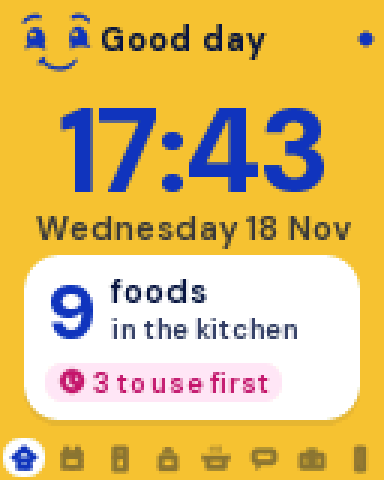 Good day
17:43
Wednesday 18 Nov
9 foods
in the kitchen
3 to use first